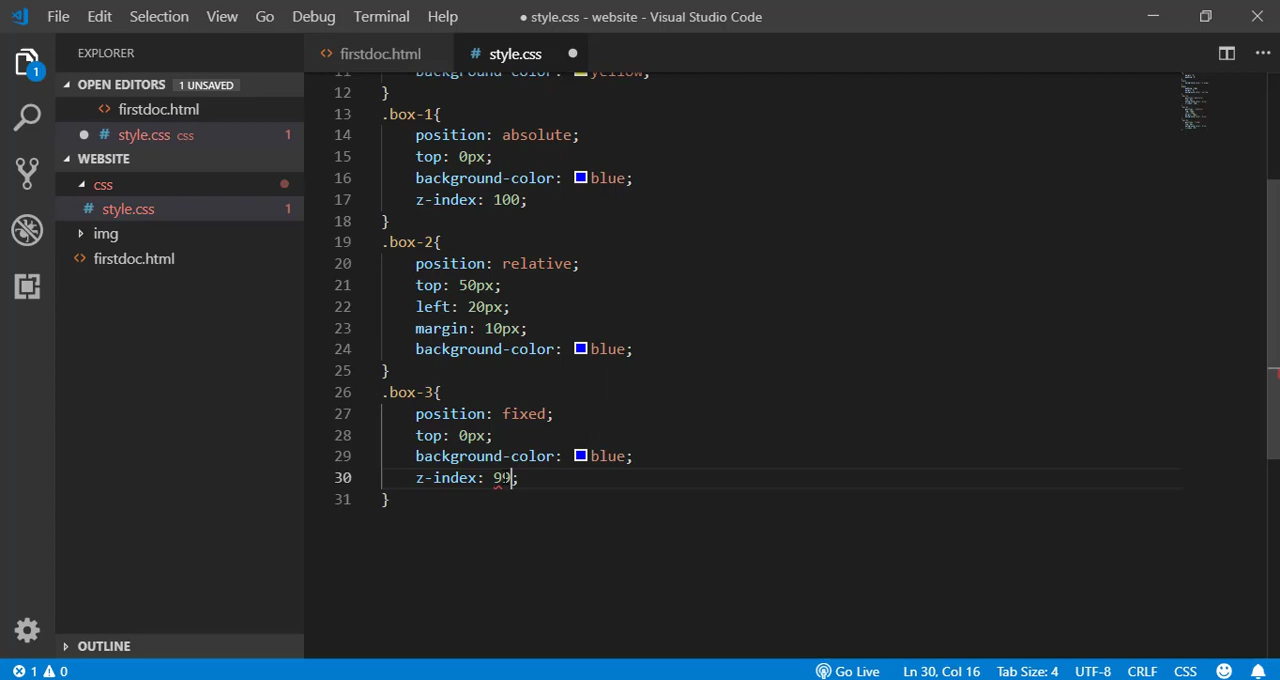 File Edit Selection View Go Debug Terminal Help ● style.css - website - Visual Studio Code
EXPLORER
firstdoc.html
# style.css
OPEN EDITORS 1 UNSAVED
firstdoc.html
# style.css css 1
WEBSITE
css
# style.css 1
img
firstdoc.html
OUTLINE
1
11 background-color: yellow;
12 }
13 .box-1{
14 position: absolute;
15 top: 0px;
16 background-color: blue;
17 z-index: 100;
18 }
19 .box-2{
20 position: relative;
21 top: 50px;
22 left: 20px;
23 margin: 10px;
24 background-color: blue;
25 }
26 .box-3{
27 position: fixed;
28 top: 0px;
29 background-color: blue;
30 z-index: 99;
31 }
1 0 Go Live Ln 30, Col 16 Tab Size: 4 UTF-8 CRLF CSS